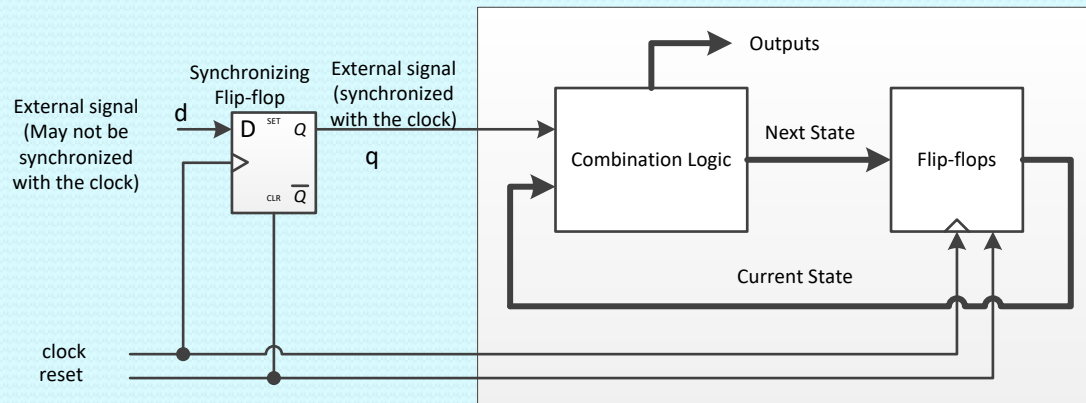 External signal
(May not be
synchronized
with the clock)
d
Synchronizing
Flip-flop
D
SET
Q
CLR
Q
External signal
(synchronized
with the clock)
q
Outputs
Combination Logic
Next State
Flip-flops
Current State
clock
reset